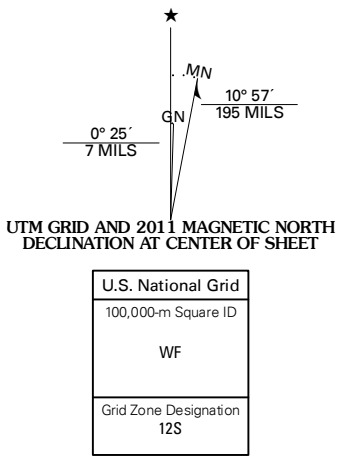 MN
10° 57´
195 MILS
GN
0° 25´
7 MILS
UTM GRID AND 2011 MAGNETIC NORTH
DECLINATION AT CENTER OF SHEET
U.S. National Grid
100,000-m Square ID
WF
Grid Zone Designation
12S